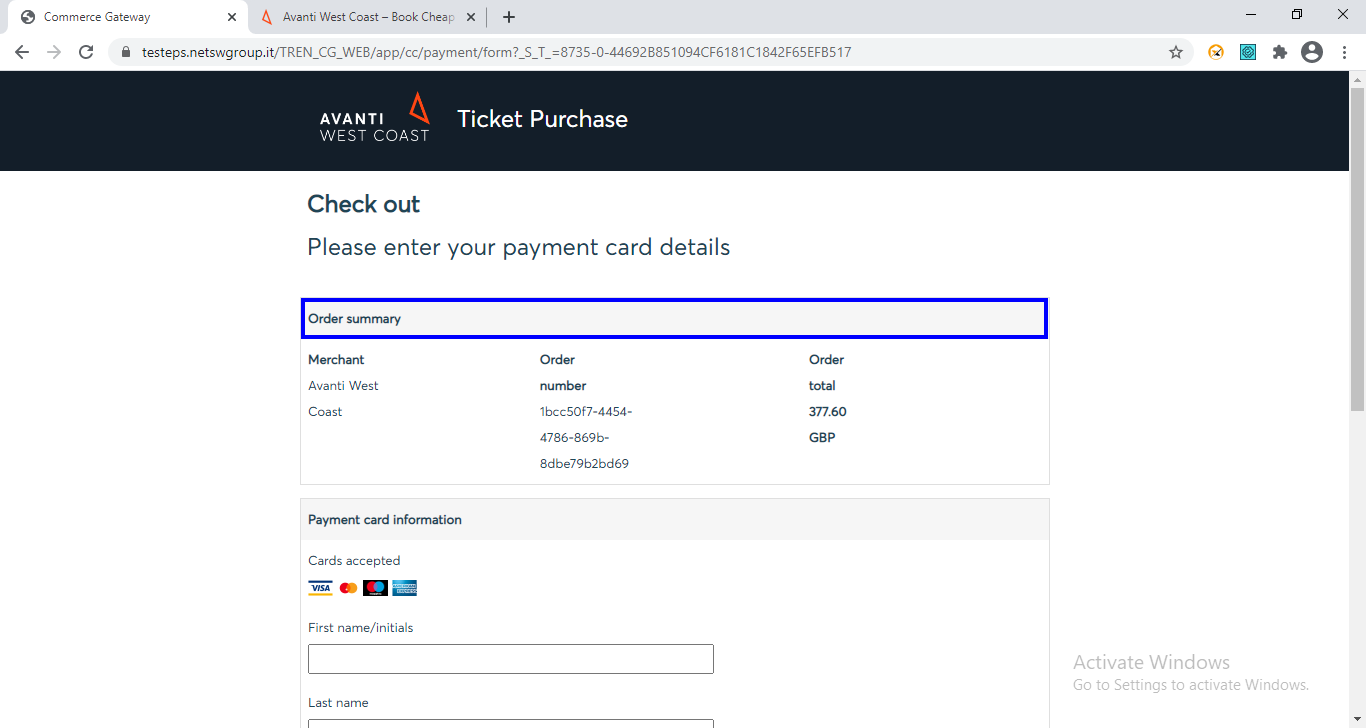 Commerce Gateway
Avanti West Coast – Book Cheap
testeps.netswgroup.it/TREN_CG_WEB/app/cc/payment/form?_S_T_=8735-0-44692B851094CF6181C1842F65EFB517
AVANTI
WEST COAST
Ticket Purchase
Check out
Please enter your payment card details
Order summary
Merchant
Avanti West
Coast
Order
number
1bcc50f7-4454-
4786-869b-
8dbe79b2bd69
Order
total
377.60
GBP
Payment card information
Cards accepted
VISA
First name/initials
Last name
Activate Windows
Go to Settings to activate Windows.